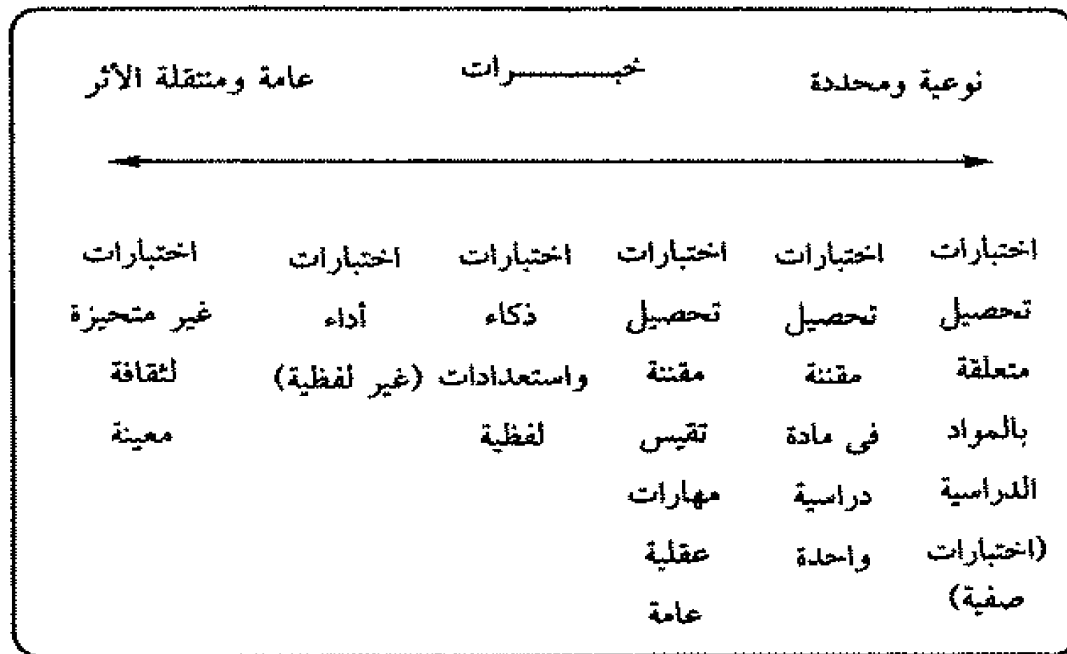 نوعية ومحددة خبـــــرات عامة ومنتقلة الأثر
اختبارات اختبارات اختبارات اختبارات اختبارات اختبارات
تحصيل تحصيل تحصيل ذكاء أداء غير متحيزة
متعلقة مقننة مقننة واستعدادات (غير لفظية) لثقافة
بالمواد فى مادة تقيس لفظية معينة
الدراسية دراسية مهارات
(اختبارات واحدة عقلية
صفية) عامة